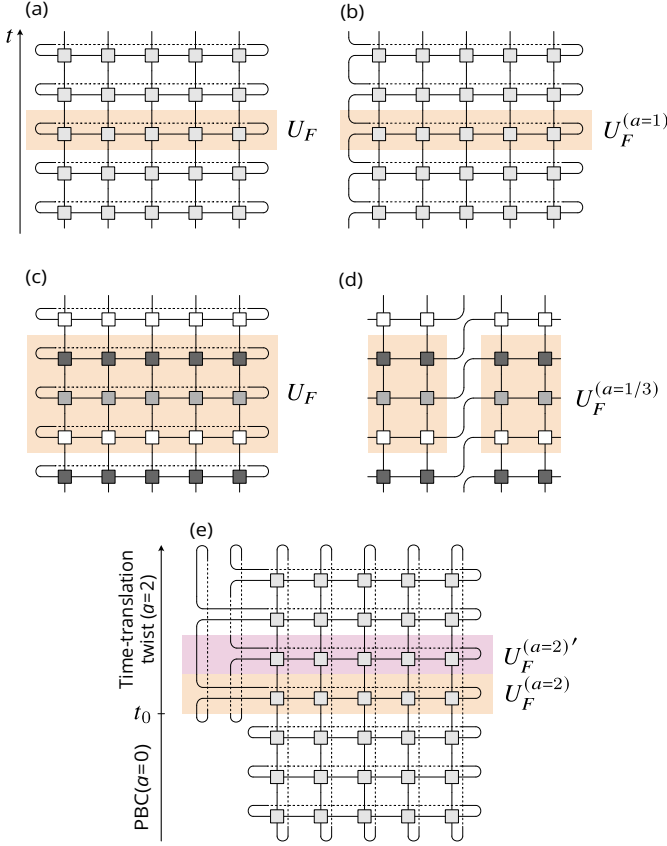 (a)
(b)
t
U_F
U_F^{(a=1)}
(c)
(d)
U_F
U_F^{(a=1/3)}
(e)
Time-translation
twist (a=2)
U_F^{(a=2)}′
U_F^{(a=2)}
t_0
PBC(a=0)